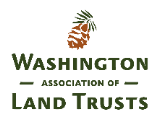 WASHINGTON
ASSOCIATION OF
LAND TRUSTS